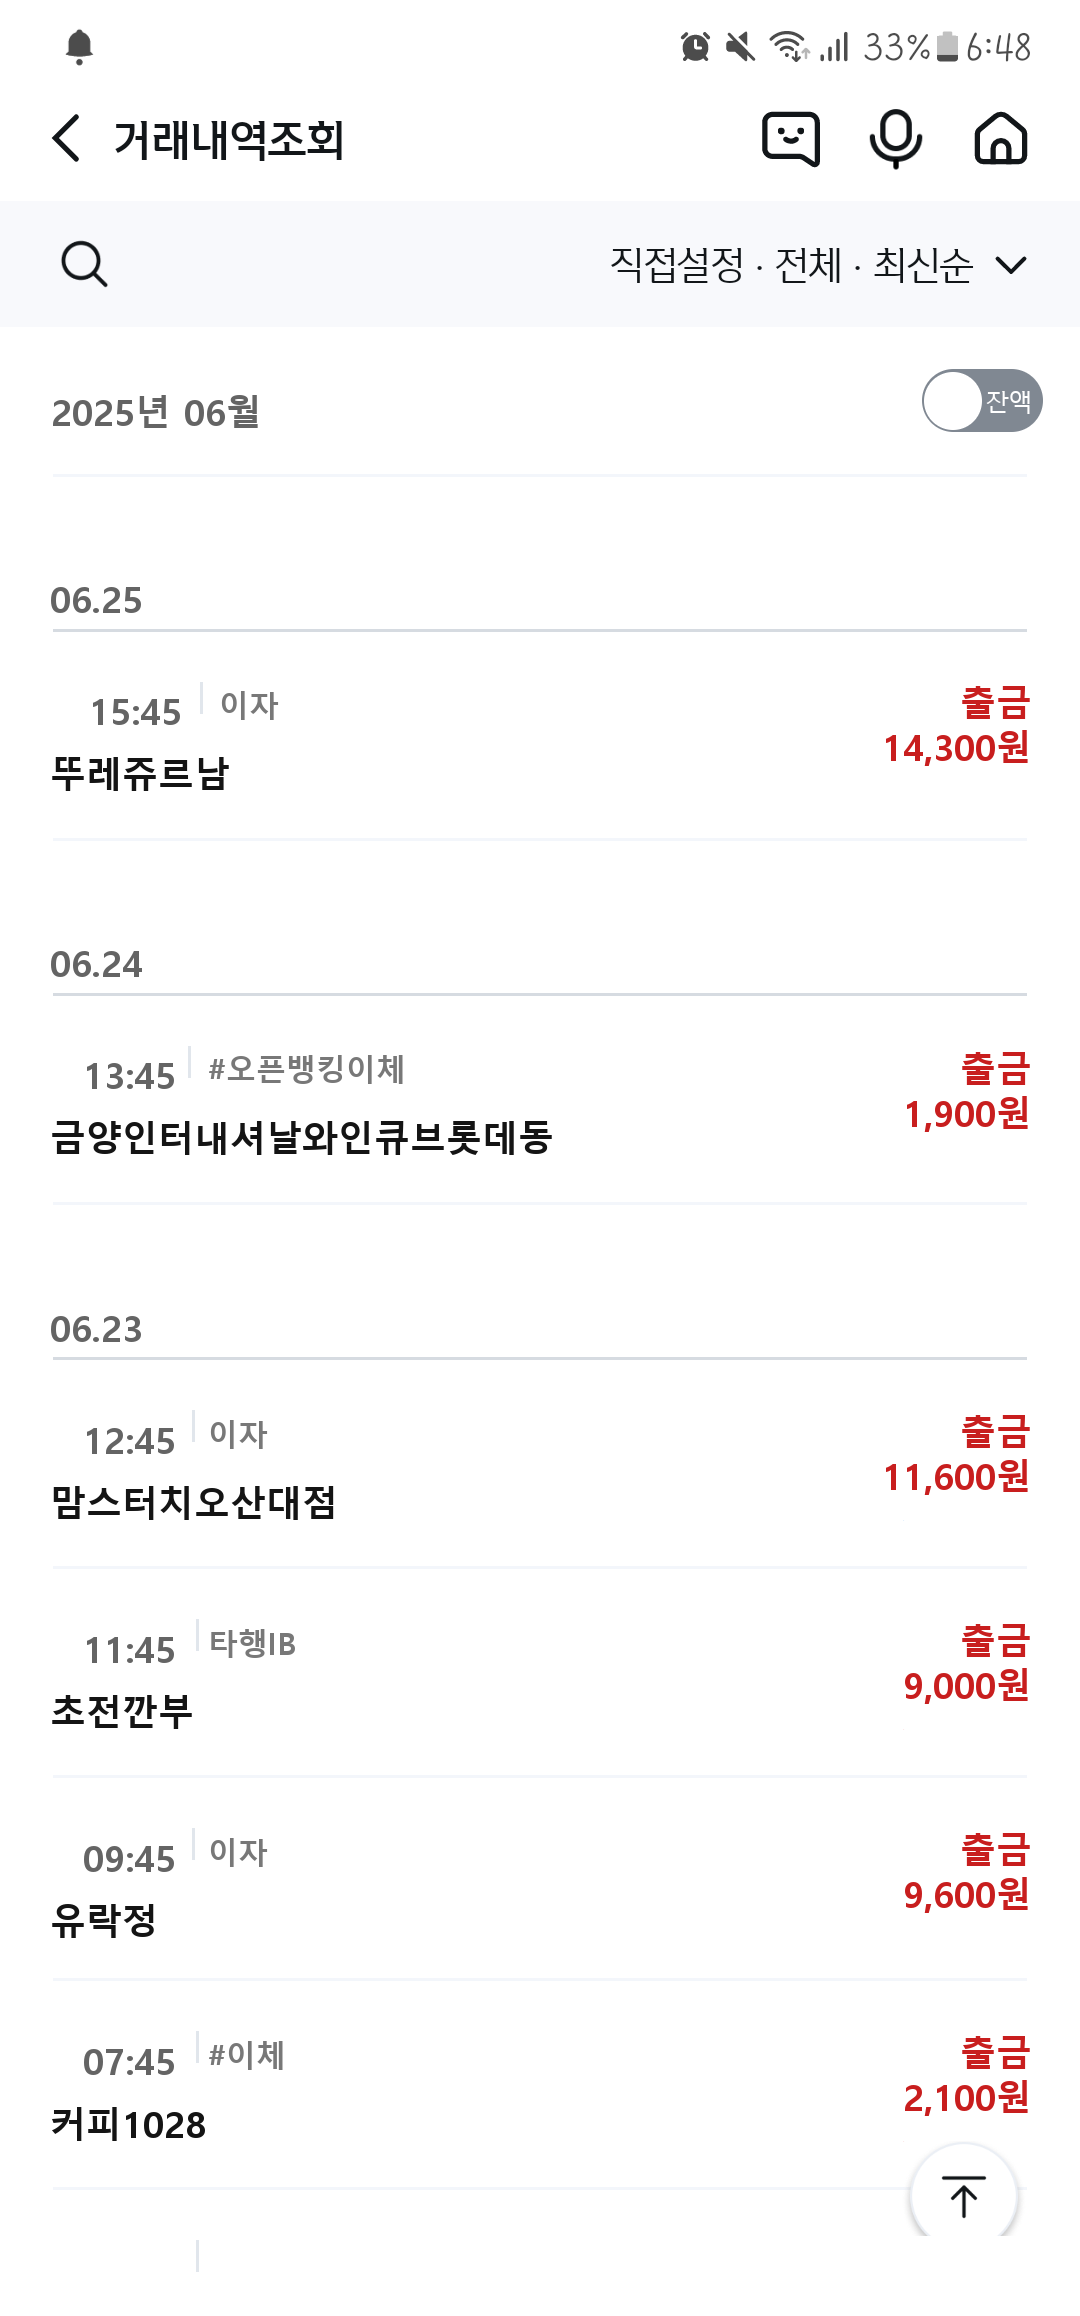 33% 6:48
거래내역조회
직접설정 · 전체 · 최신순
2025년 06월
잔액
06.25
15:45 이자
출금
14,300원
뚜레쥬르남
06.24
13:45 #오픈뱅킹이체
출금
1,900원
금양인터내셔날와인큐브롯데동
06.23
12:45 이자
출금
11,600원
맘스터치오산대점
11:45 타행IB
출금
9,000원
초전깐부
09:45 이자
출금
9,600원
유락정
07:45 #이체
출금
2,100원
커피1028